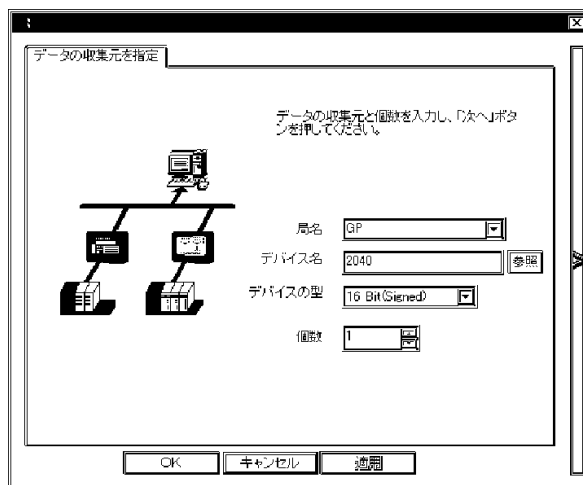 データの収集元を指定
データの収集元と個数を入力し、「次へ」ボタ
ンを押してください。
局名 GP
デバイス名 2040 参照
デバイスの型 16 Bit(Signed)
個数 1
OK キャンセル 適用